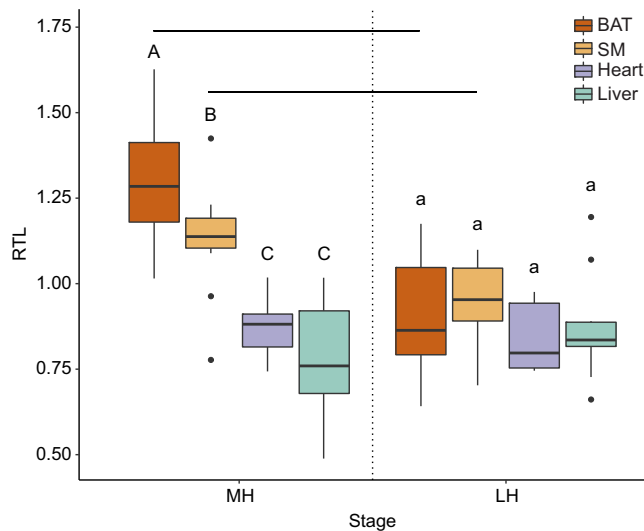 1.75
1.50
1.25
1.00
0.75
0.50
RTL
A
B
C
C
a
a
a
a
BAT
SM
Heart
Liver
MH
LH
Stage